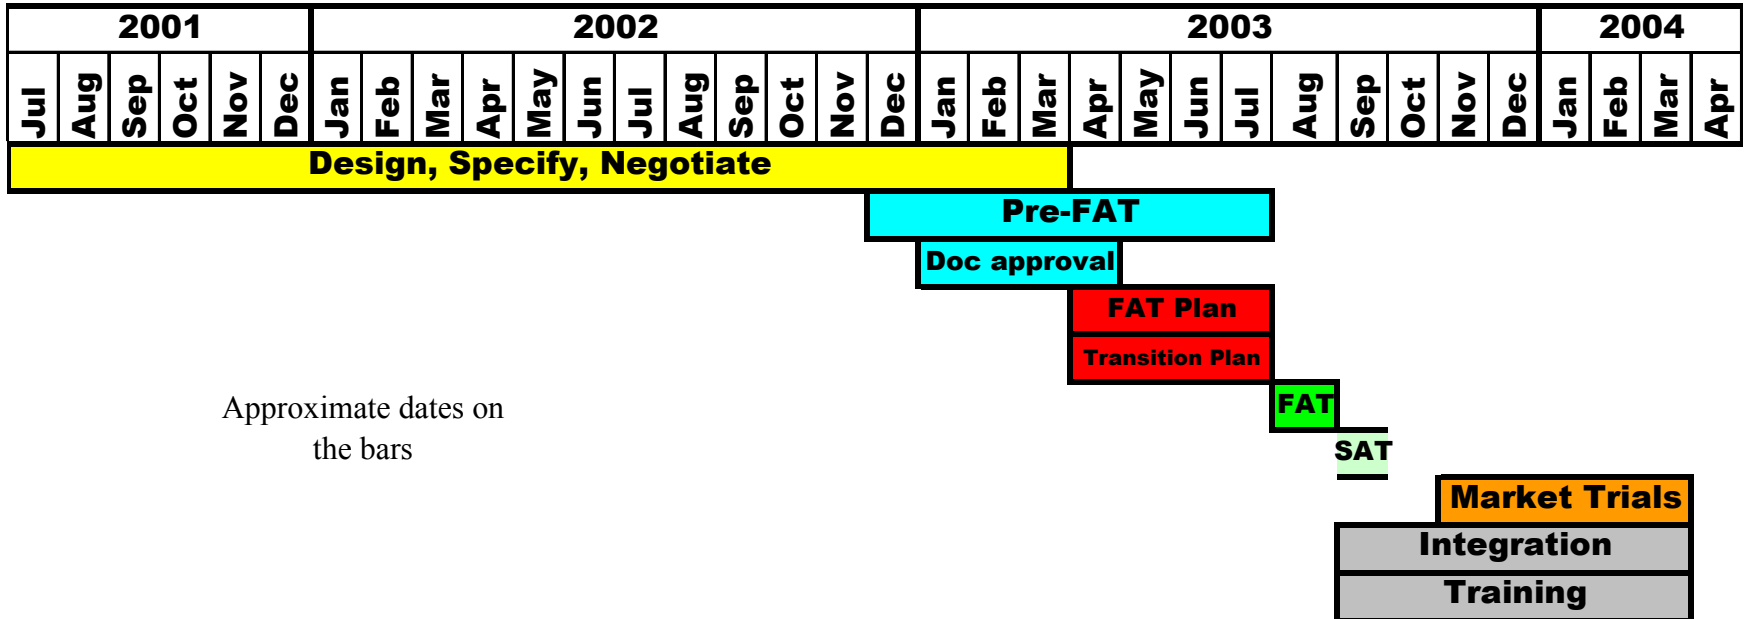 2001 2002 2003 2004
Jul Aug Sep Oct Nov Dec Jan Feb Mar Apr May Jun Jul Aug Sep Oct Nov Dec Jan Feb Mar Apr May Jun Jul Aug Sep Oct Nov Dec Jan Feb Mar Apr
Design, Specify, Negotiate
Pre-FAT
Doc approval
FAT Plan
Transition Plan
FAT
Approximate dates on
the bars
SAT
Market Trials
Integration
Training